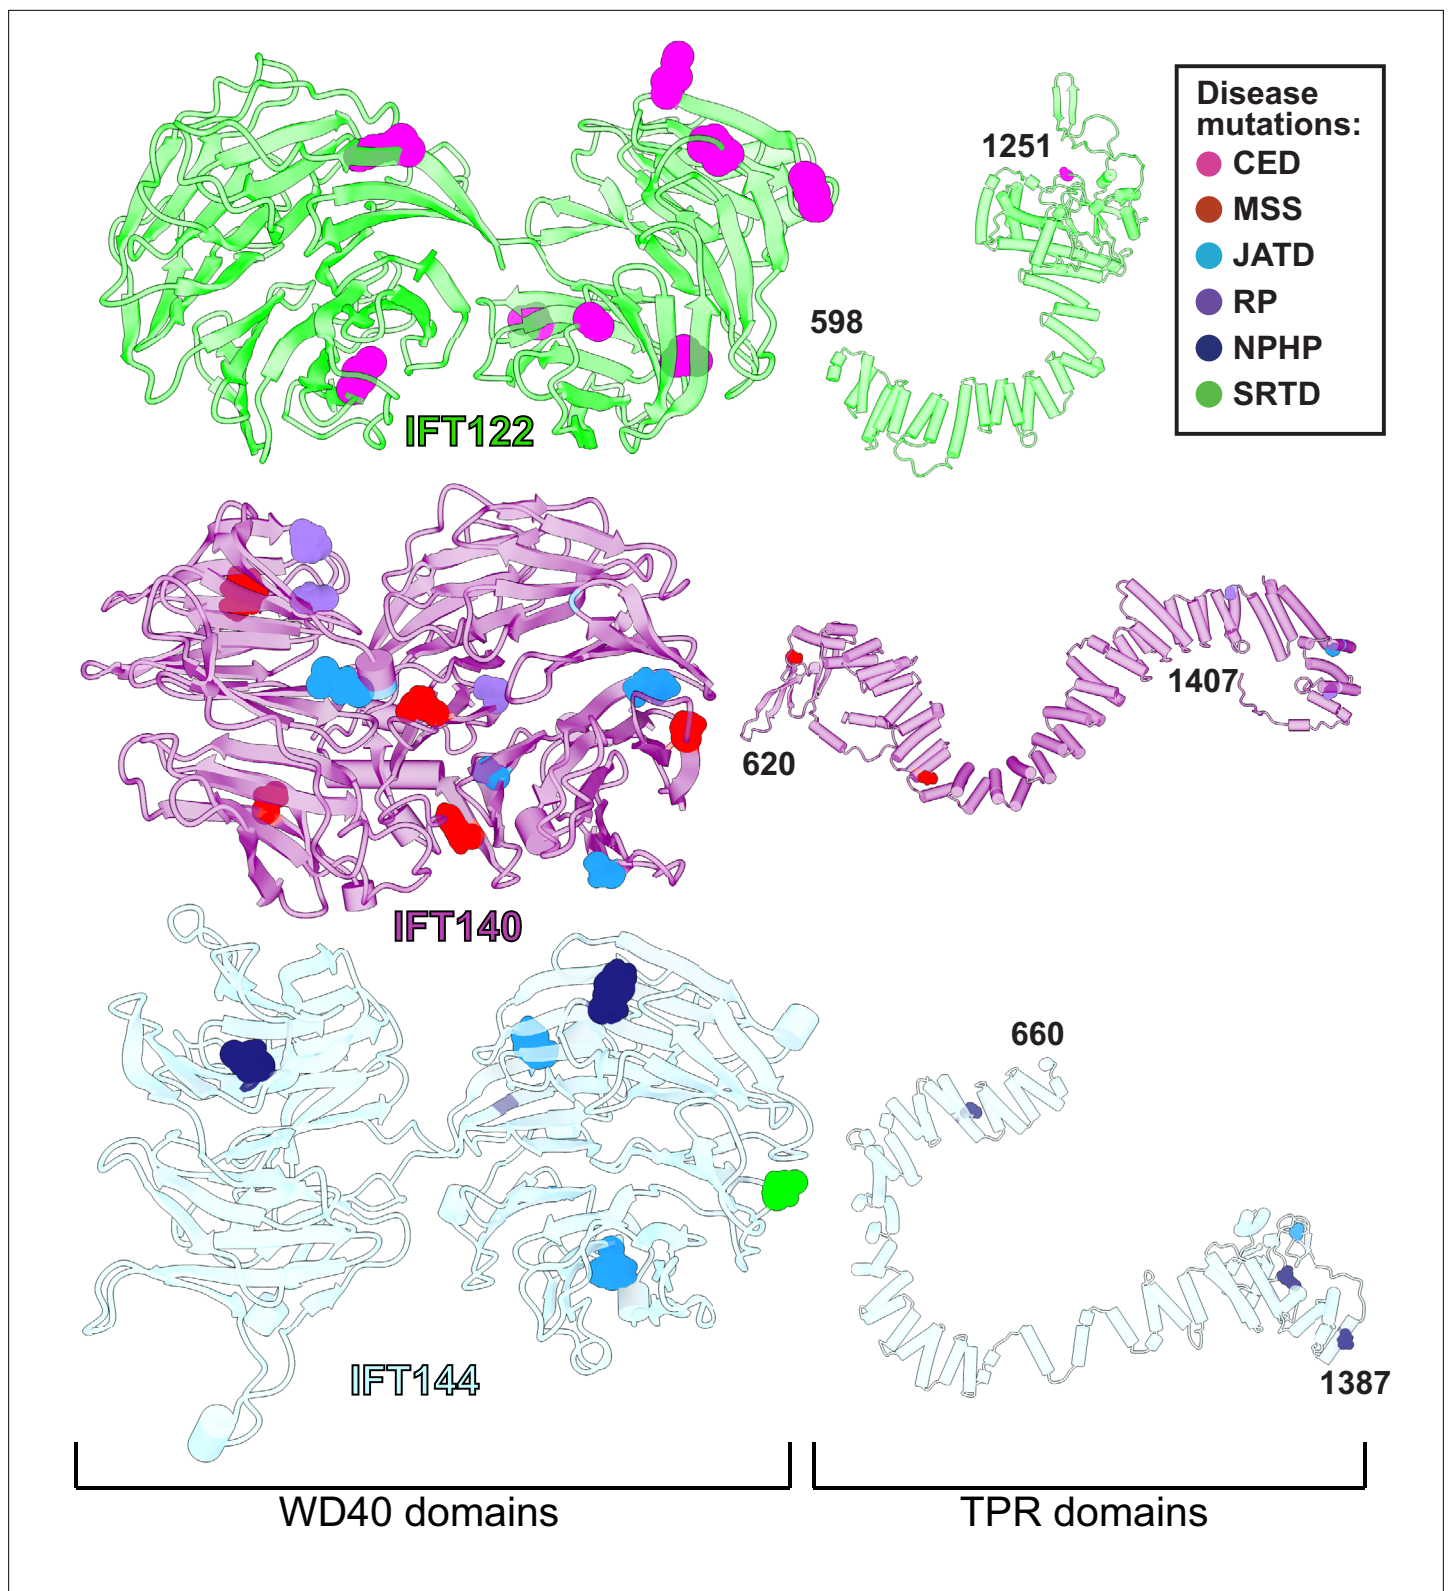 Disease
mutations:
CED
MSS
JATD
RP
NPHP
SRTD
1251
598
IFT122
620
1407
IFT140
660
1387
IFT144
WD40 domains
TPR domains